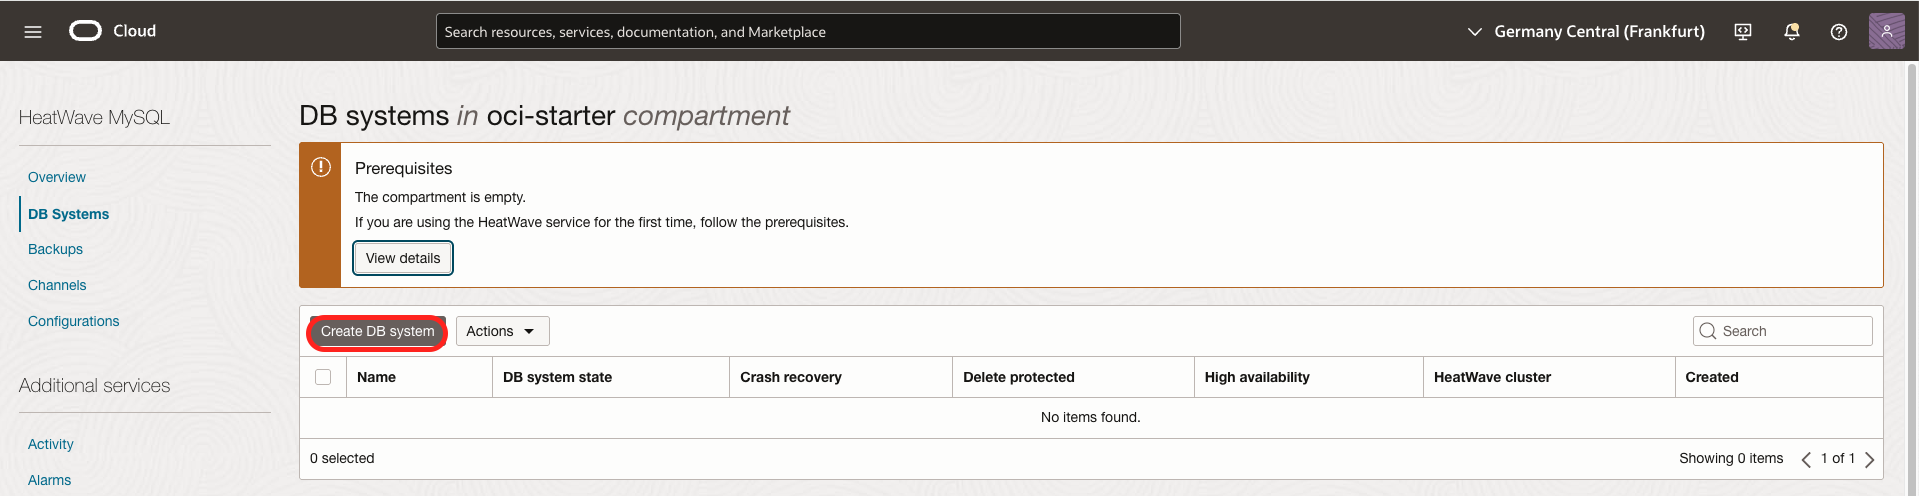 Cloud
Search resources, services, documentation, and Marketplace
Germany Central (Frankfurt)
HeatWave MySQL
Overview
DB Systems
Backups
Channels
Configurations
Additional services
Activity
Alarms
DB systems in oci-starter compartment
Prerequisites
The compartment is empty.
If you are using the HeatWave service for the first time, follow the prerequisites.
View details
Create DB system Actions Search
Name DB system state Crash recovery Delete protected High availability HeatWave cluster Created
No items found.
0 selected Showing 0 items 1 of 1